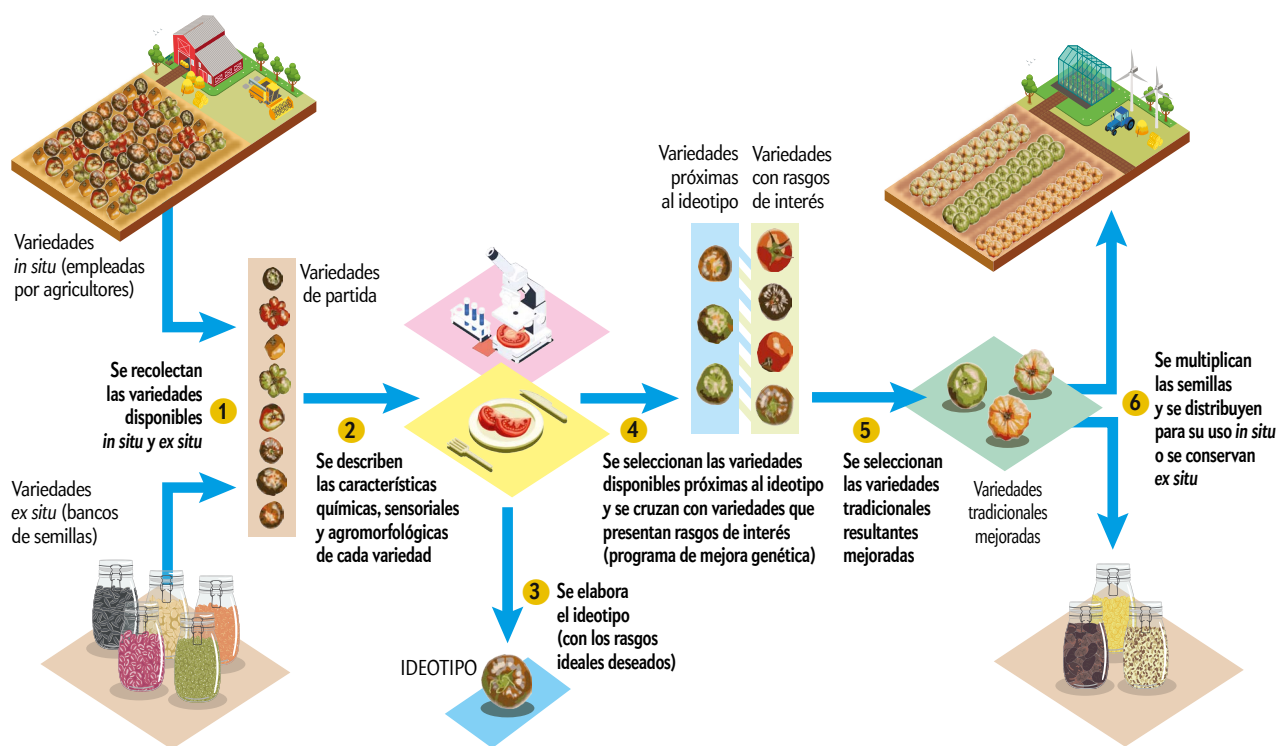 Variedades
in situ (empleadas
por agricultores)
Variedades
de partida
Se recolectan
las variedades
disponibles
in situ y ex situ
1
Variedades
ex situ (bancos
de semillas)
2
Se describen
las características
químicas, sensoriales
y agromorfológicas
de cada variedad
3
Se elabora
el ideotipo
(con los rasgos
ideales deseados)
IDEOTIPO
Variedades
próximas
al ideotipo
Variedades
con rasgos
de interés
4
Se seleccionan las variedades
disponibles próximas al ideotipo
y se cruzan con variedades que
presentan rasgos de interés
(programa de mejora genética)
5
Se seleccionan
las variedades
tradicionales
resultantes
mejoradas
Variedades
tradicionales
mejoradas
6
Se multiplican
las semillas
y se distribuyen
para su uso in situ
o se conservan
ex situ